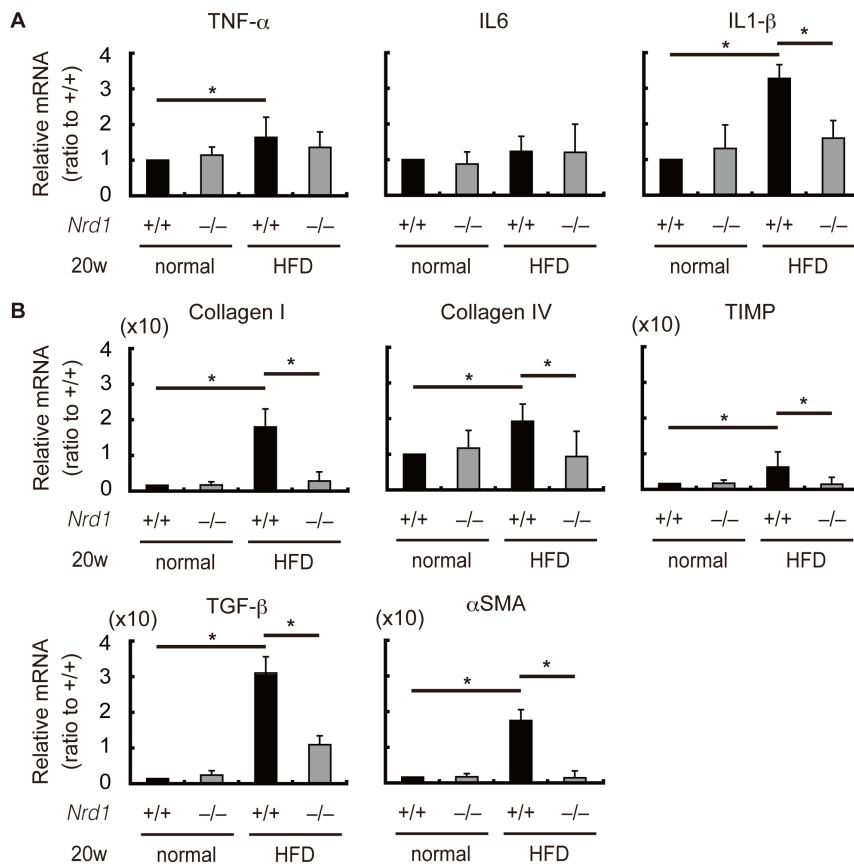 A
TNF-α IL6 IL1-β
Relative mRNA
(ratio to +/+)
4
3
2
1
0
* * *
Nrd1 +/+ –/– +/+ –/– +/+ –/– +/+ –/– +/+ –/– +/+ –/–
20w normal HFD normal HFD normal HFD
B
Collagen I Collagen IV TIMP
(x10) (x10)
Relative mRNA
(ratio to +/+)
4
3
2
1
0
* * * * * *
Nrd1 +/+ –/– +/+ –/– +/+ –/– +/+ –/– +/+ –/– +/+ –/–
20w normal HFD normal HFD normal HFD
TGF-β αSMA
(x10) (x10)
Relative mRNA
(ratio to +/+)
4
3
2
1
0
* * * *
Nrd1 +/+ –/– +/+ –/– +/+ –/– +/+ –/–
20w normal HFD normal HFD